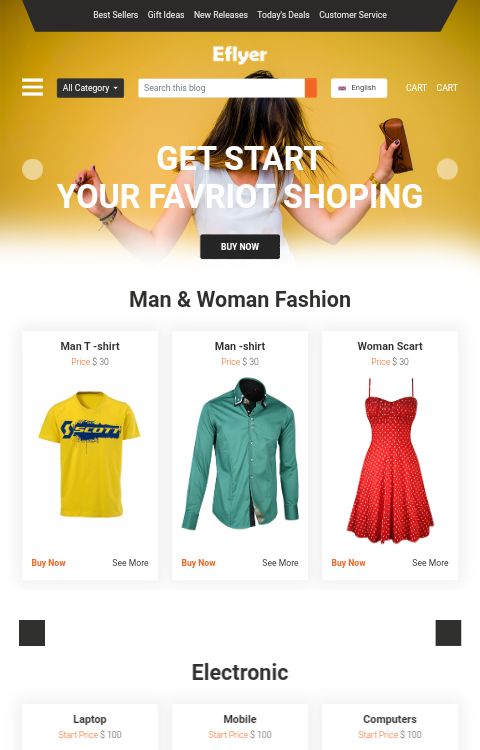 Best Sellers Gift Ideas New Releases Today's Deals Customer Service
Eflyer
All Category Search this blog English CART CART
GET START
YOUR FAVRIOT SHOPING
BUY NOW
Man & Woman Fashion
Man T -shirt Man -shirt Woman Scart
Price $ 30 Price $ 30 Price $ 30
SCOTT
Buy Now See More Buy Now See More Buy Now See More
Electronic
Laptop Mobile Computers
Start Price $ 100 Start Price $ 100 Start Price $ 100